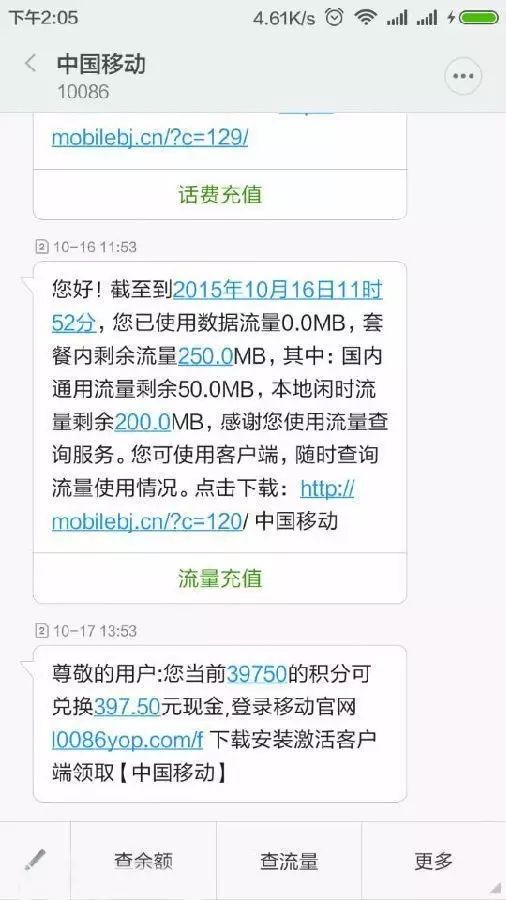 下午2:05
4.61K/s
中国移动
10086
mobilebj.cn/?c=129/
话费充值
2 10-16 11:53
您好！截至到2015年10月16日11时
52分，您已使用数据流量0.0MB，套
餐内剩余流量250.0MB，其中：国内
通用流量剩余50.0MB，本地闲时流
量剩余200.0MB，感谢您使用流量查
询服务。您可使用客户端，随时查询
流量使用情况。点击下载：http://
mobilebj.cn/?c=120/ 中国移动
流量充值
2 10-17 13:53
尊敬的用户:您当前39750的积分可
兑换397.50元现金,登录移动官网
l0086yop.com/f 下载安装激活客户
端领取【中国移动】
查余额
查流量
更多